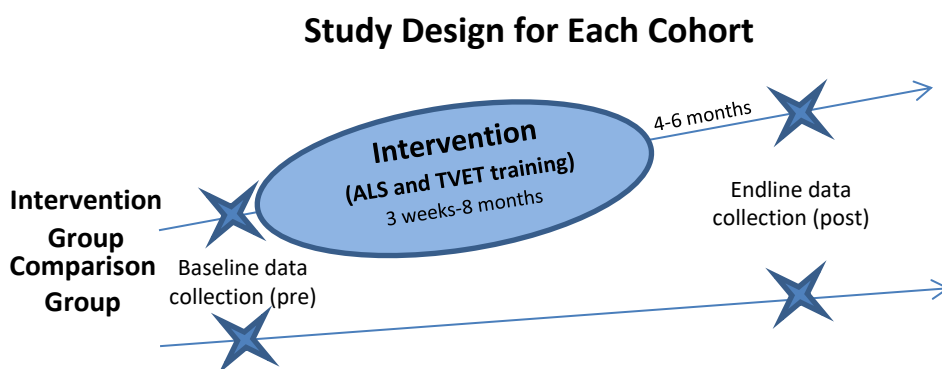 Study Design for Each Cohort
4-6 months
Intervention
(ALS and TVET training)
3 weeks-8 months
Intervention
Group
Comparison
Group
Baseline data
collection (pre)
Endline data
collection (post)